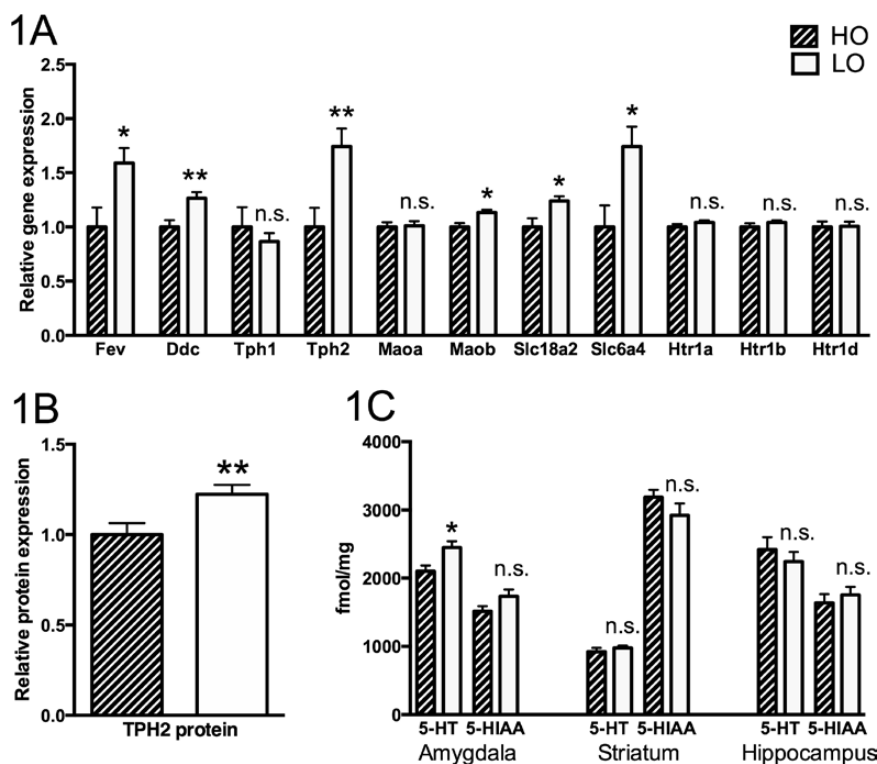 1A
HO
LO
Relative gene expression
2.5
2.0
1.5
1.0
0.5
0.0
* ** n.s. ** n.s. * * * n.s. n.s. n.s.
Fev Ddc Tph1 Tph2 Maoa Maob Slc18a2 Slc6a4 Htr1a Htr1b Htr1d
1B
Relative protein expression
1.5
1.0
0.5
0.0
**
TPH2 protein
1C
fmol/mg
4000
3000
2000
1000
0
* n.s. n.s. n.s. n.s. n.s.
5-HT 5-HIAA 5-HT 5-HIAA 5-HT 5-HIAA
Amygdala Striatum Hippocampus